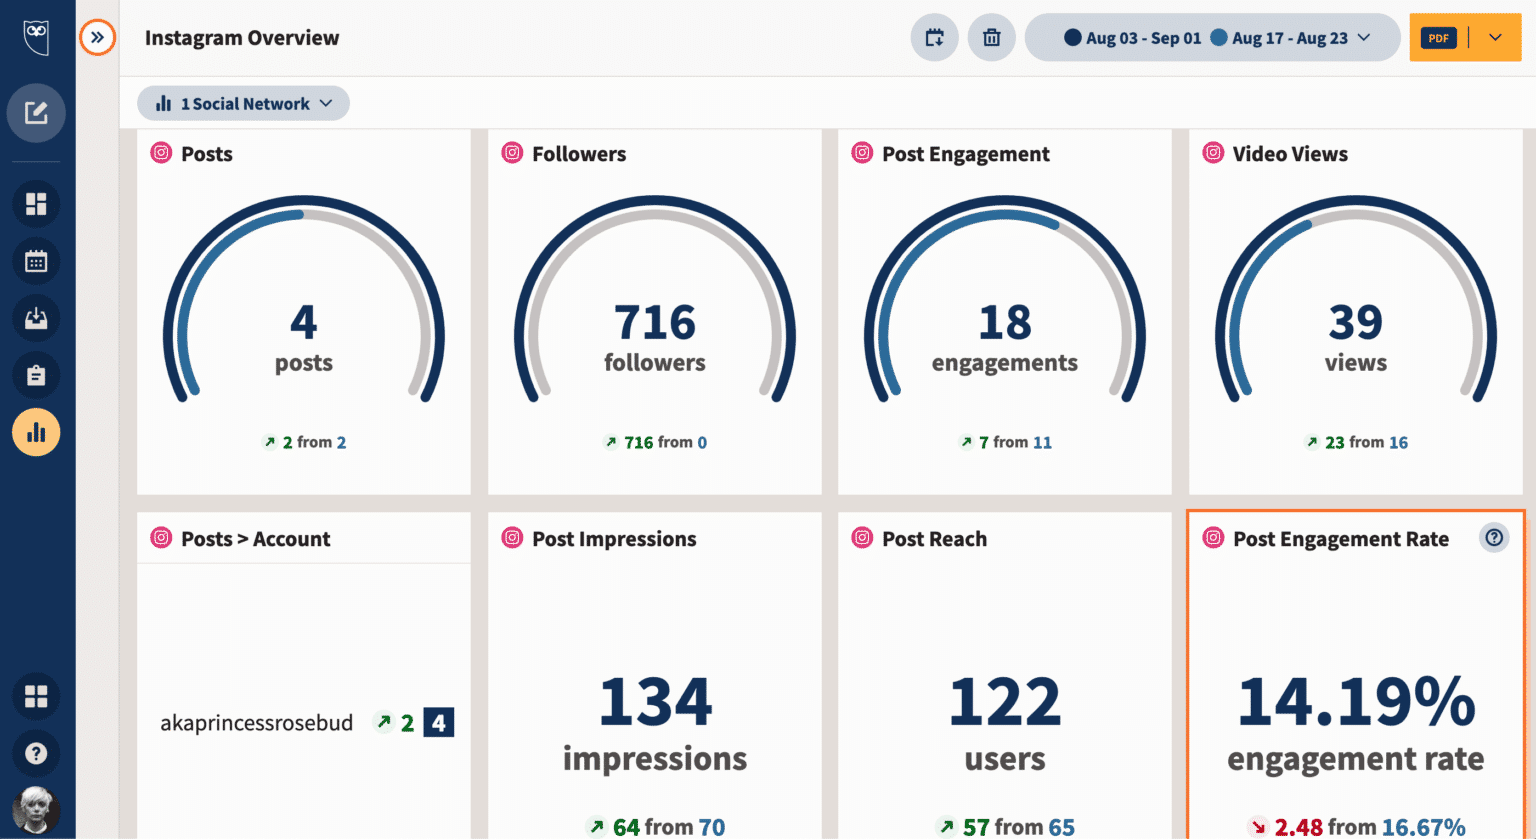 Instagram Overview
Aug 03 - Sep 01 Aug 17 - Aug 23
PDF
1 Social Network
Posts
4
posts
2 from 2
Followers
716
followers
716 from 0
Post Engagement
18
engagements
7 from 11
Video Views
39
views
23 from 16
Posts > Account
akaprincessrosebud 2 4
Post Impressions
134
impressions
64 from 70
Post Reach
122
users
57 from 65
Post Engagement Rate ?
14.19%
engagement rate
2.48 from 16.67%
?